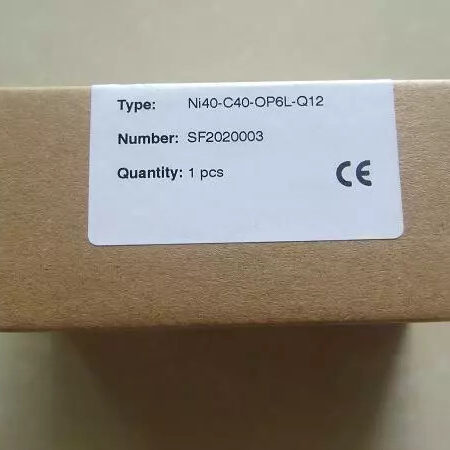 Type: Ni40-C40-OP6L-Q12
Number: SF2020003
Quantity: 1 pcs
CE